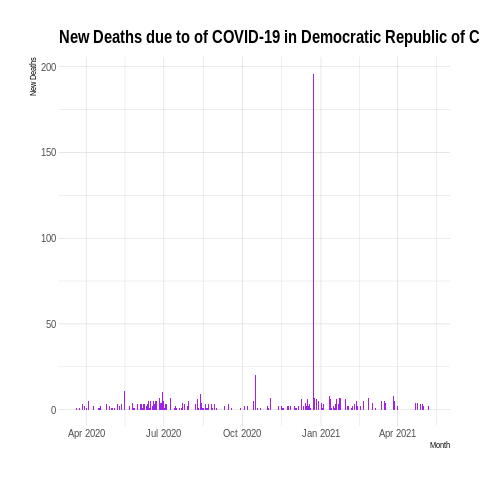 New Deaths due to of COVID-19 in Democratic Republic of C
New Deaths
200
150
100
50
0
Apr 2020 Jul 2020 Oct 2020 Jan 2021 Apr 2021
Month